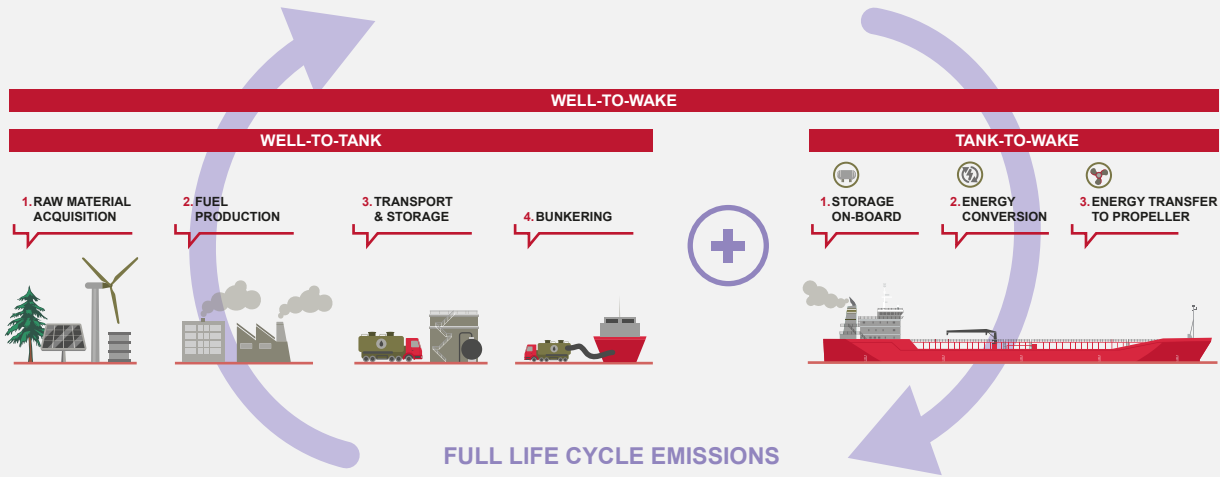 WELL-TO-WAKE
WELL-TO-TANK
1. RAW MATERIAL
ACQUISITION
2. FUEL
PRODUCTION
3. TRANSPORT
& STORAGE
4. BUNKERING
TANK-TO-WAKE
1. STORAGE
ON-BOARD
2. ENERGY
CONVERSION
3. ENERGY TRANSFER
TO PROPELLER
FULL LIFE CYCLE EMISSIONS